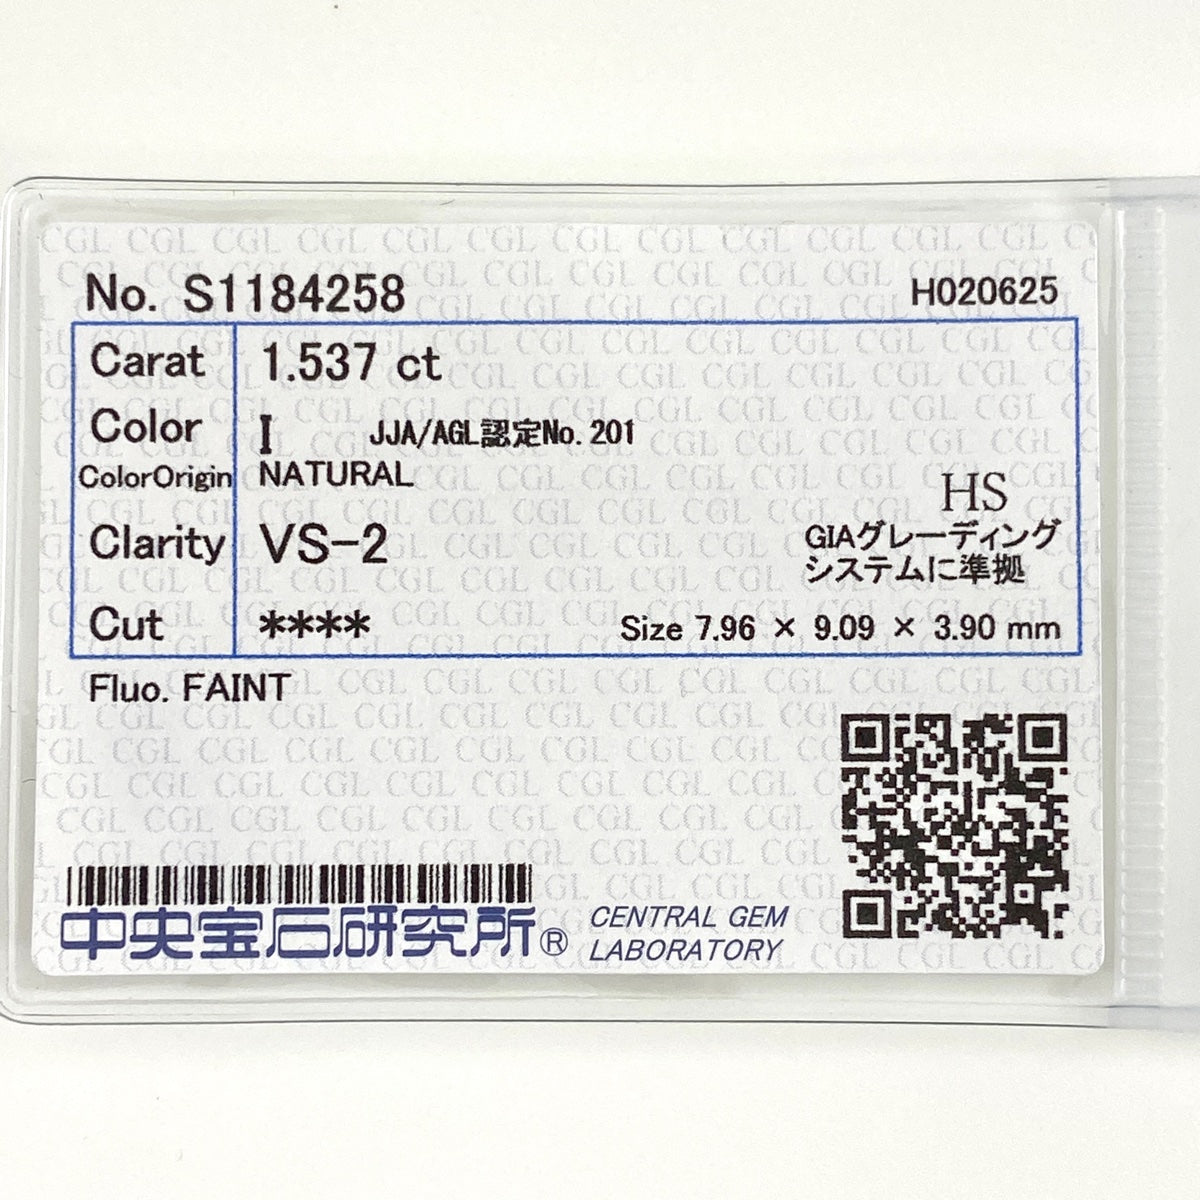 No. S1184258 H020625
Carat 1.537 ct
Color I JJA/AGL認定No.201
ColorOrigin NATURAL
HS
Clarity VS-2 GIAグレーディング
システムに準拠
Cut **** Size 7.96 × 9.09 × 3.90 mm
Fluo. FAINT
中央宝石研究所® CENTRAL GEM
LABORATORY